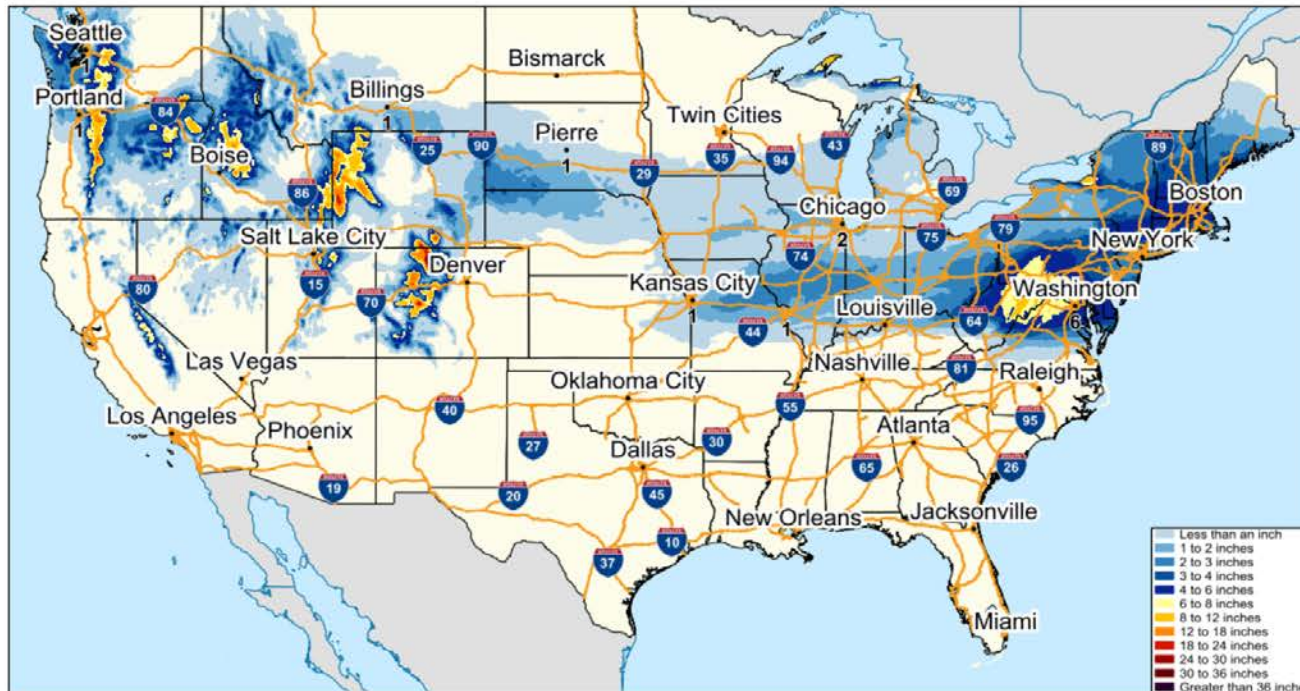 Seattle
1
Portland
1
84
Boise
86
Billings
1
25
90
Bismarck
Pierre
1
29
Twin Cities
35
94
43
69
89
Boston
Chicago
2
74
75
79
New York
Salt Lake City
15
80
70
Denver
Kansas City
1
44
1
Louisville
64
Washington
6
Las Vegas
Los Angeles
Phoenix
19
40
Oklahoma City
27
Dallas
20
45
30
55
Nashville
81
Raleigh
95
Atlanta
65
26
New Orleans
Jacksonville
10
37
Miami
Less than an inch
1 to 2 inches
2 to 3 inches
3 to 4 inches
4 to 6 inches
6 to 8 inches
8 to 12 inches
12 to 18 inches
18 to 24 inches
24 to 30 inches
30 to 36 inches
Greater than 36 inche